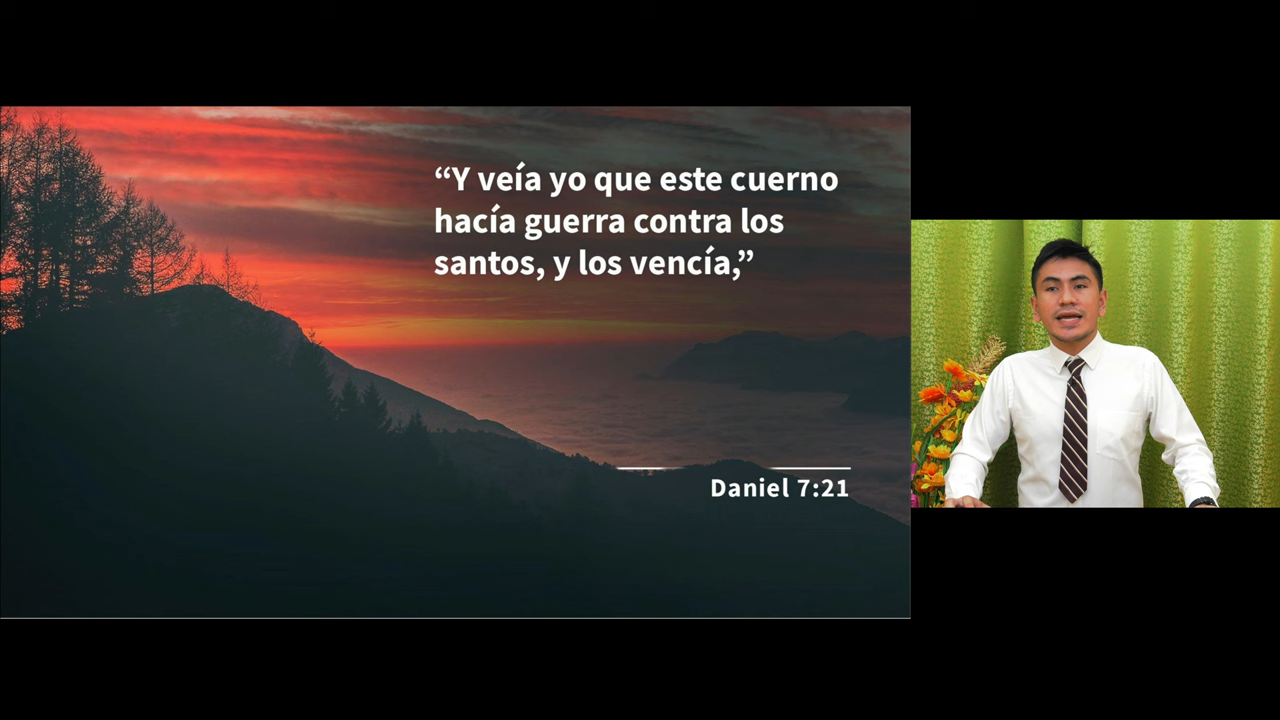 “Y veía yo que este cuerno
hacía guerra contra los
santos, y los vencía,”
Daniel 7:21